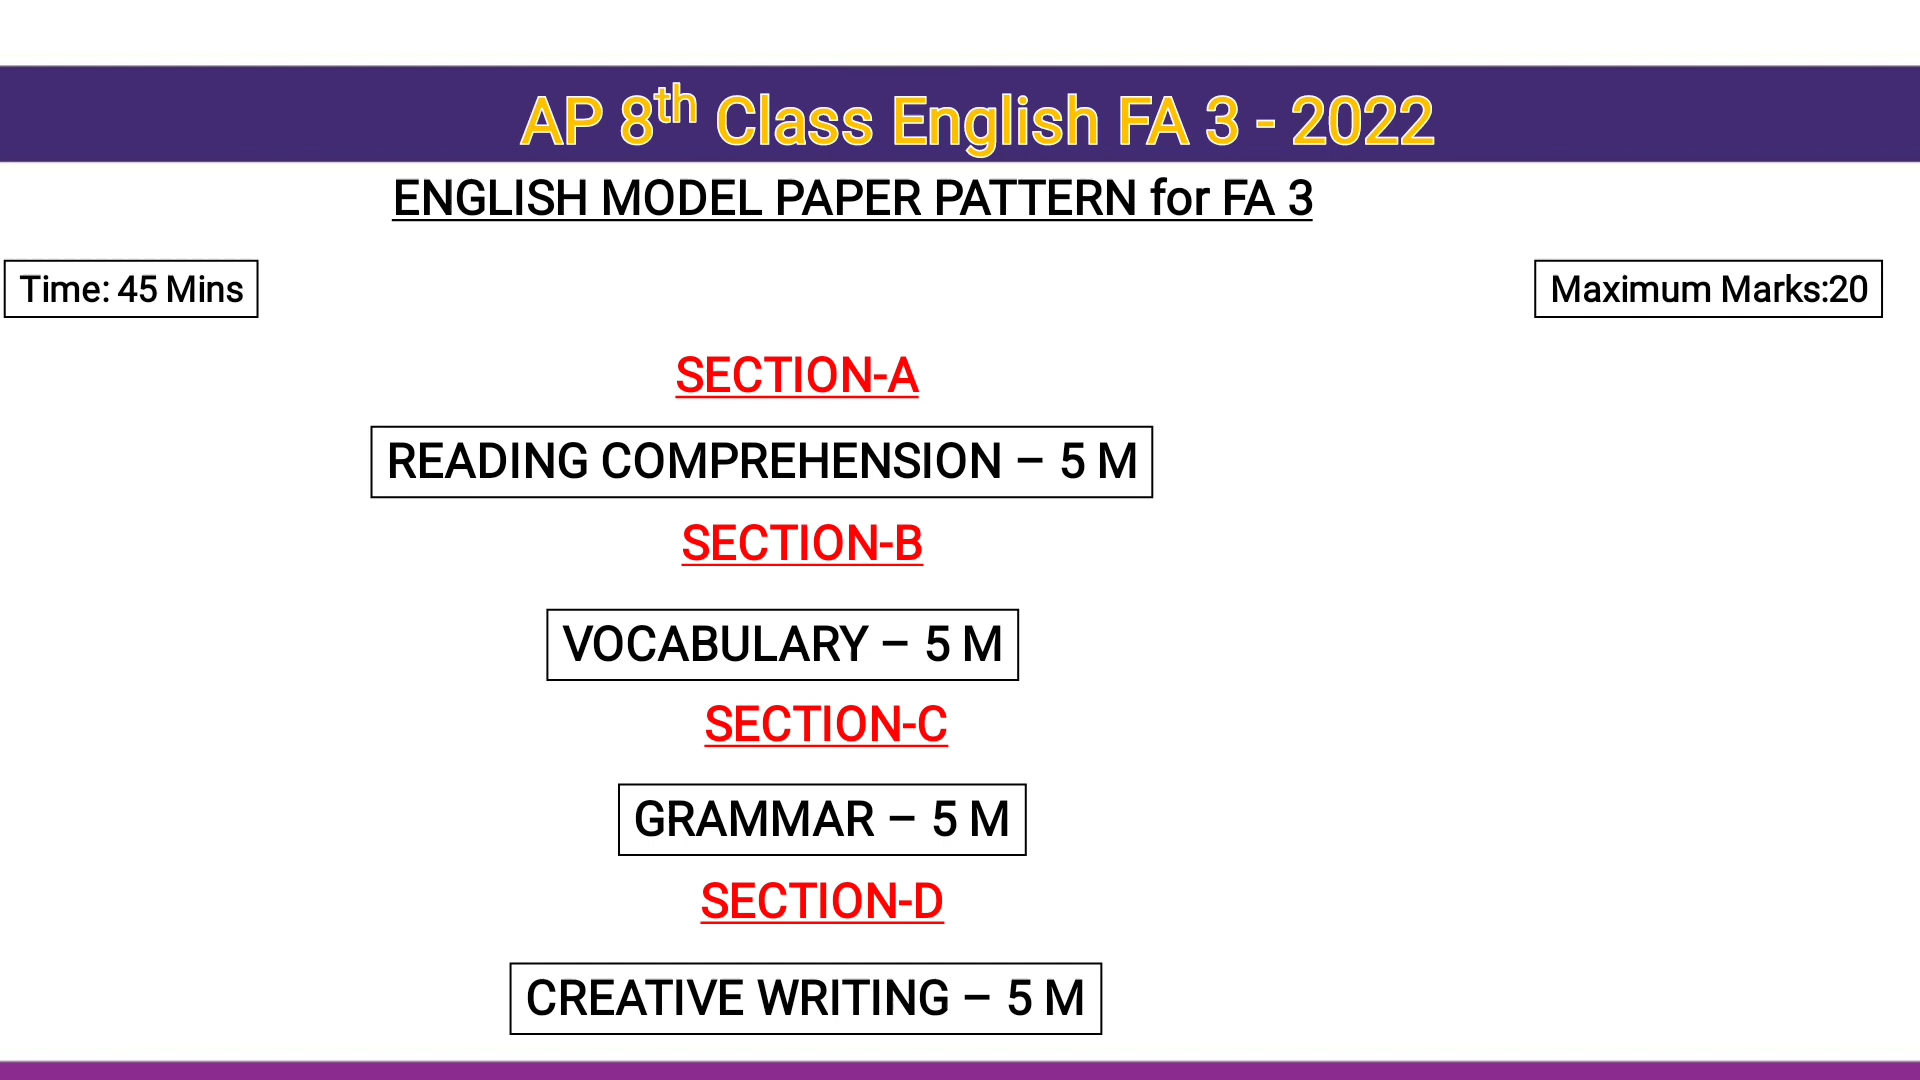 AP 8th Class English FA 3 - 2022
ENGLISH MODEL PAPER PATTERN for FA 3
Time: 45 Mins
Maximum Marks:20
SECTION-A
READING COMPREHENSION – 5 M
SECTION-B
VOCABULARY – 5 M
SECTION-C
GRAMMAR – 5 M
SECTION-D
CREATIVE WRITING – 5 M